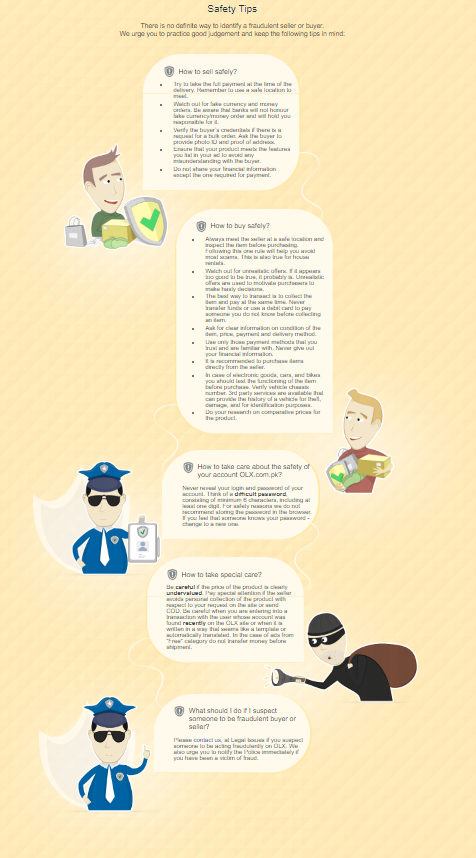 Safety Tips
There is no definite way to identify a fraudulent seller or buyer.
We urge you to practice good judgement and keep the following tips in mind:
How to sell safely?
Try to take the full payment at the time of the
delivery. Remember to use a safe location to
meet.
Watch out for fake currency and money
orders. Be aware that banks will not honour
fake currency/money order and will hold you
responsible for it.
Verify the buyer's credentials if there is a
request for a bulk order. Ask the buyer to
provide photo ID and proof of address.
Ensure that your product meets the features
you list in your ad to avoid any
misunderstanding with the buyer.
Do not share your financial information
except the one required for payment.
How to buy safely?
Always meet the seller at a safe location and
inspect the item before purchasing.
Following this one rule will help you avoid
most scams. This is also true for house
rentals.
Watch out for unrealistic offers. If it appears
too good to be true, it probably is. Unrealistic
offers are used to motivate purchasers to
make hasty decisions.
The best way to transact is to collect the
item and pay at the same time. Never
transfer funds or use a debit card to pay
someone you do not know before collecting
an item.
Ask for clear information on condition of the
item, price, payment and delivery method.
Use only those payment methods that you
trust and are familiar with. Never give out
your financial information.
It is recommended to purchase items
directly from the seller.
In case of electronic goods, cars, and bikes
you should test the functioning of the item
before purchase. Verify vehicle chassis
number. 3rd party services are available that
can provide the history of a vehicle for theft,
damage, and for identification purposes.
Do your research on comparative prices for
the product.
How to take care about the safety of
your account OLX.com.pk?
Never reveal your login and password of your
account. Think of a difficult password,
consisting of minimum 6 characters, including at
least one digit. For safety reasons we do not
recommend storing the password in the browser.
If you feel that someone knows your password -
change to a new one.
How to take special care?
Be careful if the price of the product is clearly
undervalued. Pay special attention if the seller
avoids personal collection of the product with
respect to your request on the site or send
COD. Be careful when you are entering into a
transaction with the user whose account was
found recently on the OLX site or when it is
written in a way that seems like a template or
automatically translated. In the case of ads from
"Free" category do not transfer money before
shipment.
What should I do if I suspect
someone to be fraudulent buyer or
seller?
Please contact us, at Legal Issues if you suspect
someone to be acting fraudulently on OLX. We
also urge you to notify the Police immediately if
you have been a victim of fraud.